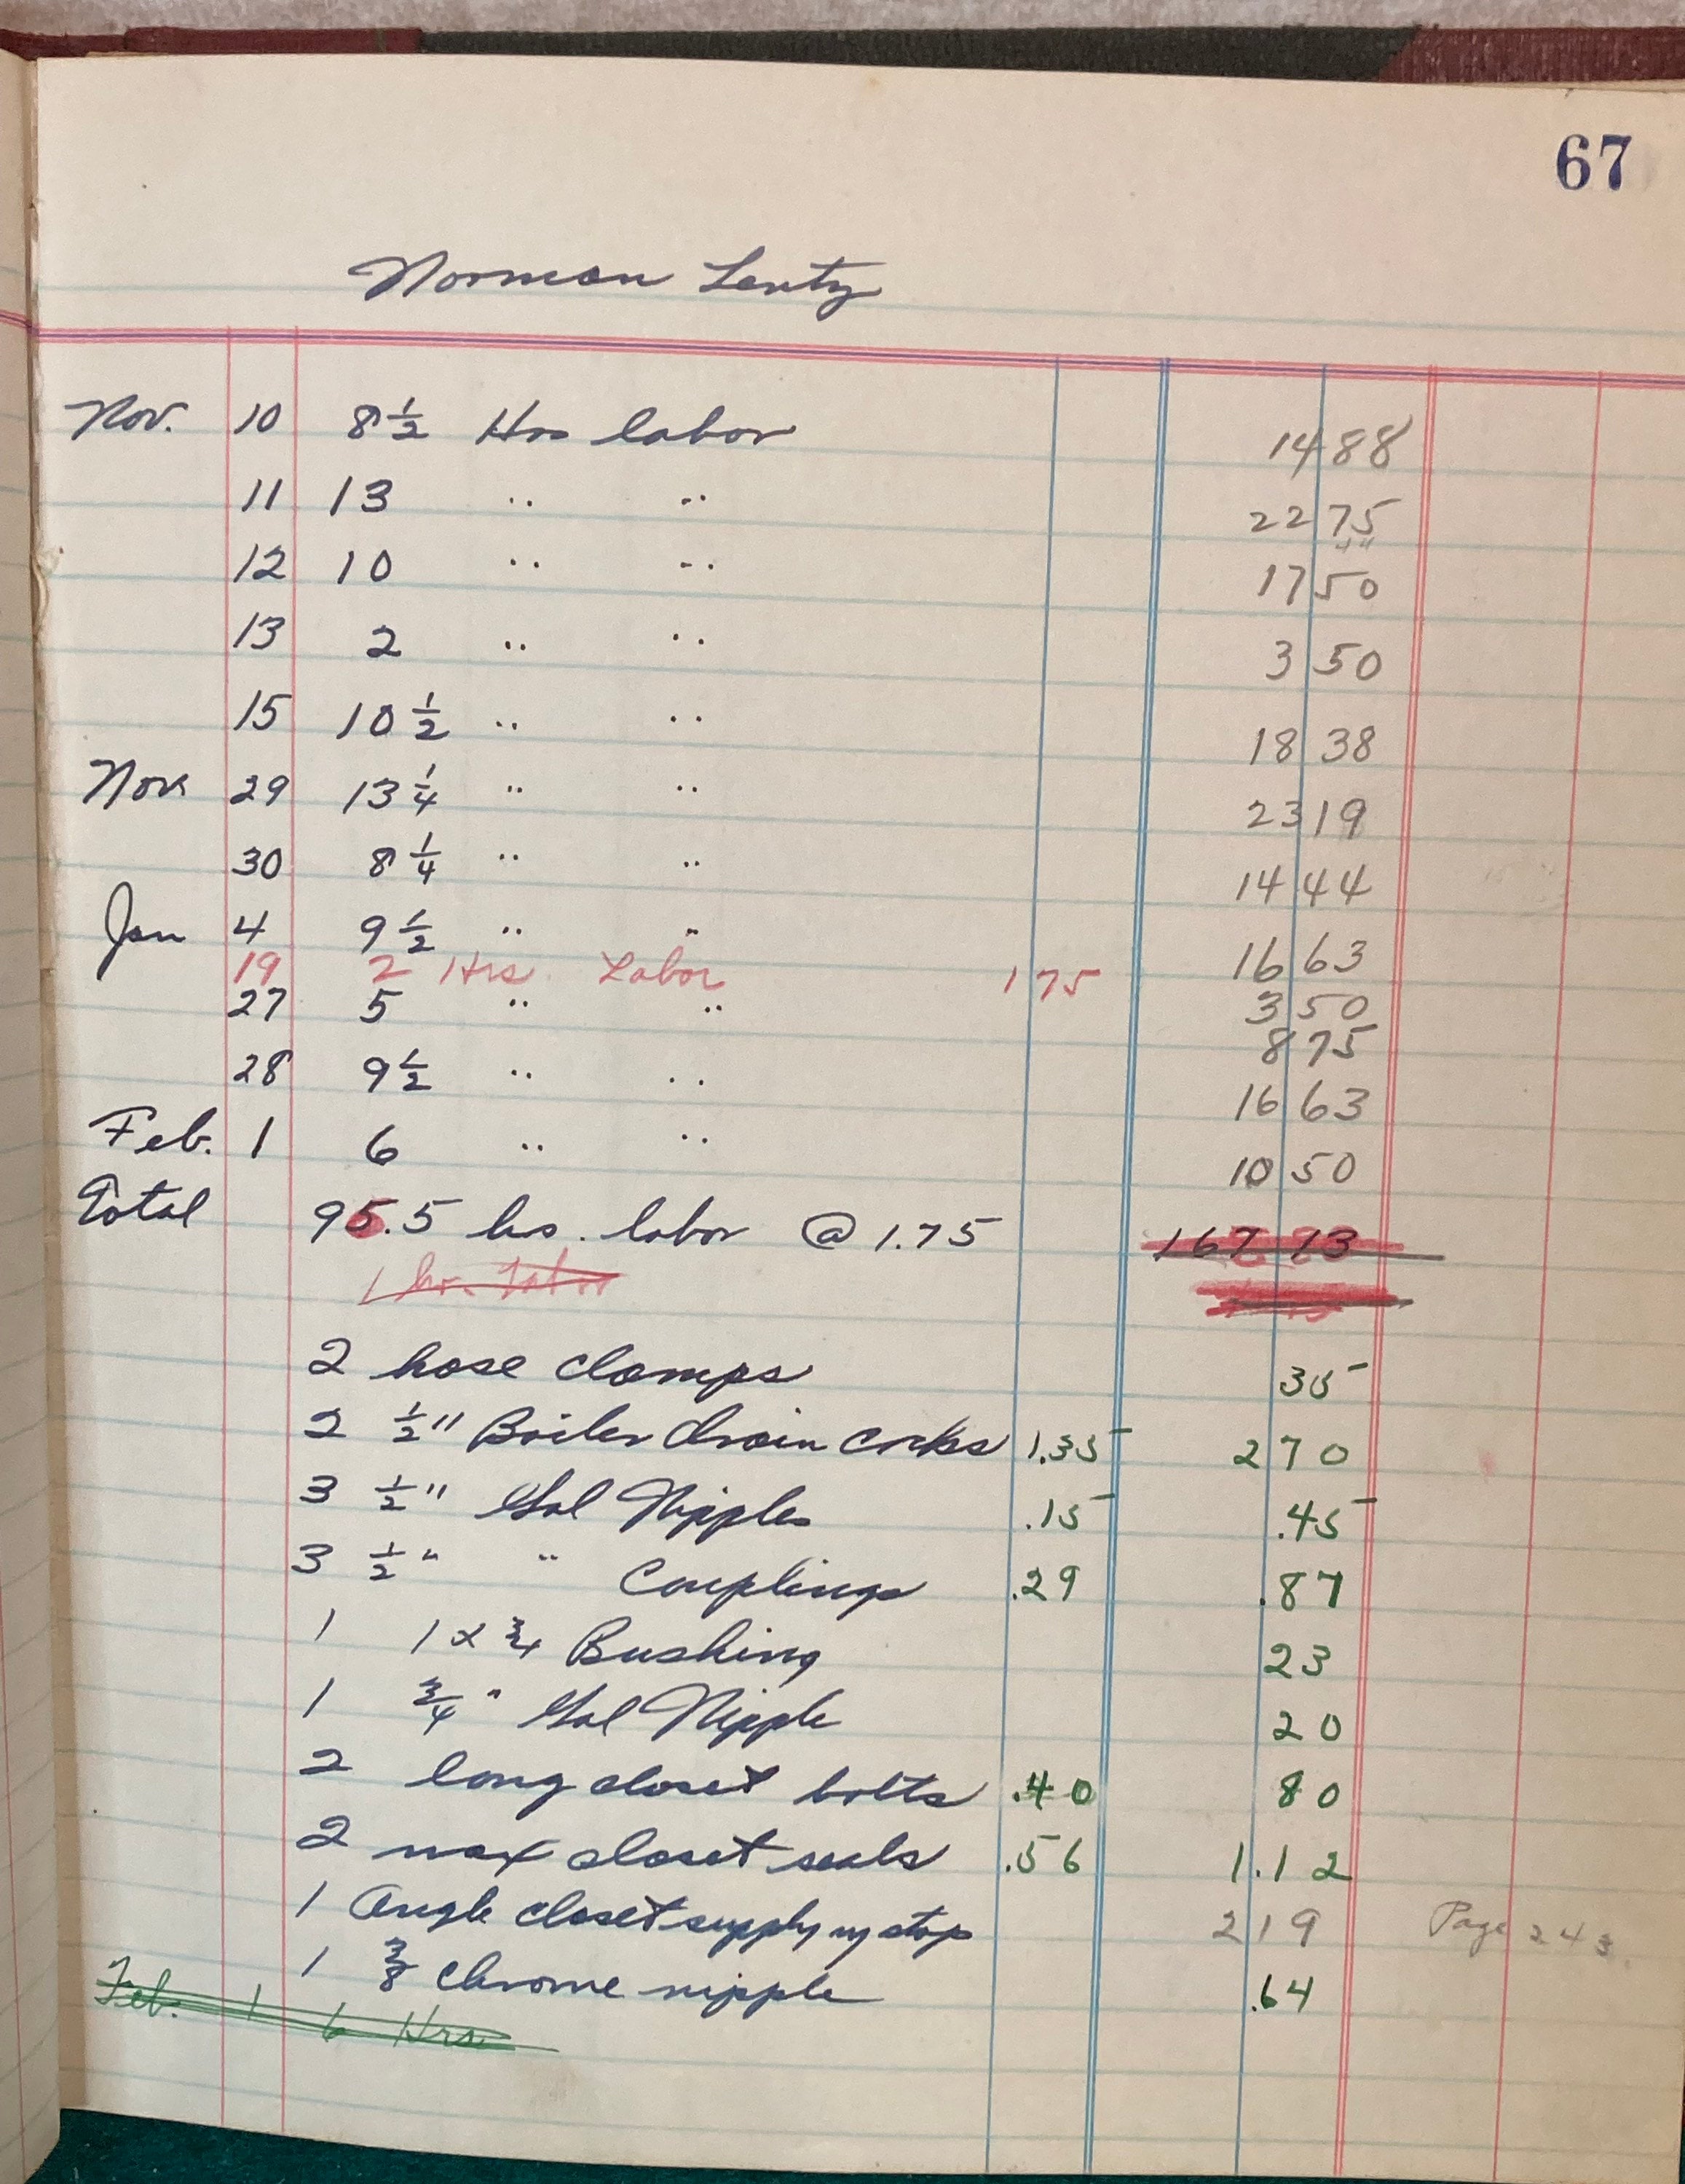 67
Norman Lentz
Nov. 10 8 1/2 Hrs labor 14 88
11 13 " " 22 75
12 10 " " 17 50
13 2 " " 3 50
15 10 1/2 " " 18 38
Nov 29 13 1/4 " " 23 19
30 8 1/4 " " 14 44
Jan 4 9 1/2 " " 16 63
19 2 Hrs. Labor 1 75 3 50
27 5 " " 8 75
28 9 1/2 " " 16 63
Feb. 1 6 " " 10 50
Total 95.5 hs. labor @ 1.75 167 13
1 hr. labor
2 hose clamps 35
2 1/2" Boiler drain cocks 1.35 2 70
3 1/2" Gal Nipples .15 .45
3 1/2" " Couplings .29 .87
1 1 x 3/4 Bushing 23
1 3/4" Gal Nipple 20
2 long closet bolts .40 80
2 wax closet seals .56 1.12
1 Angle closet supply w stop 2 19 Page 243
1 3/8 Chrome nipple .64
Feb. 1 6 Hrs.